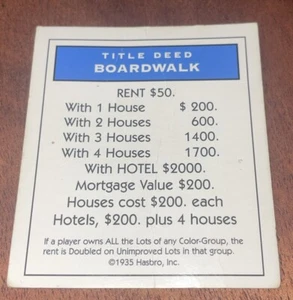 TITLE DEED
BOARDWALK
RENT $50.
With 1 House $ 200.
With 2 Houses 600.
With 3 Houses 1400.
With 4 Houses 1700.
With HOTEL $2000.
Mortgage Value $200.
Houses cost $200. each
Hotels, $200. plus 4 houses
If a player owns ALL the Lots of any Color-Group, the
rent is Doubled on Unimproved Lots in that group.
©1935 Hasbro, Inc.